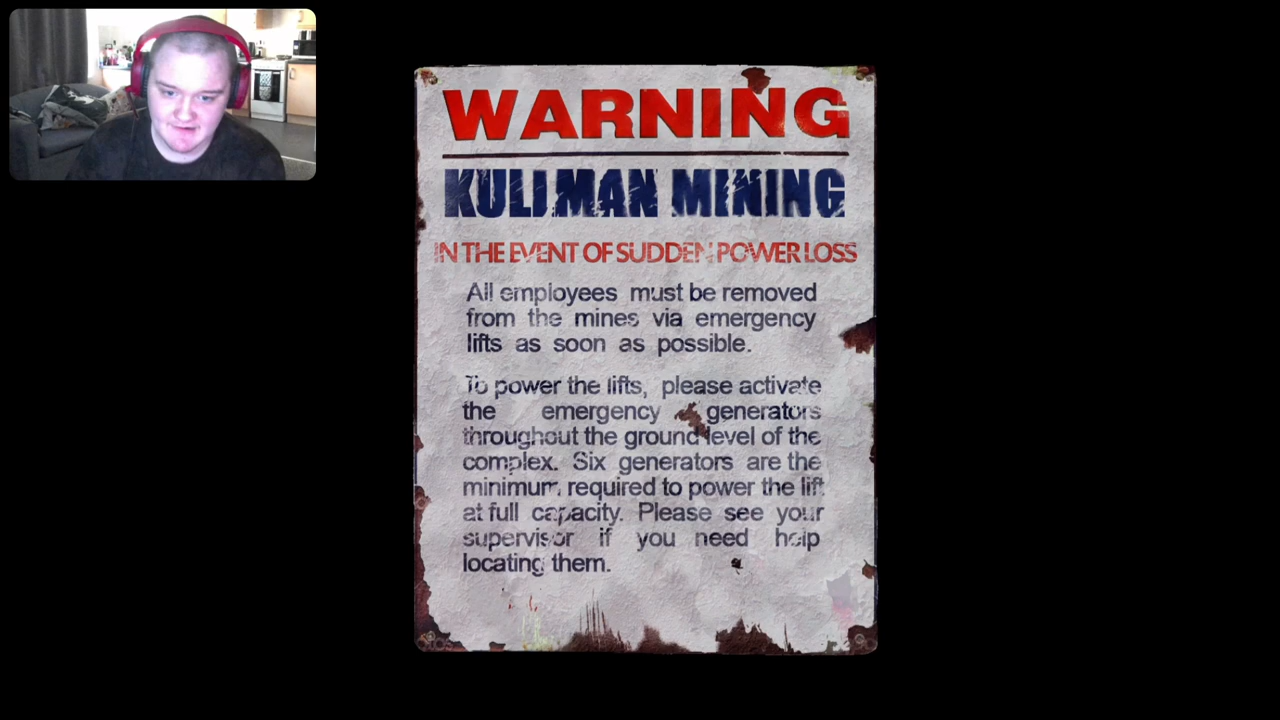 WARNING
KULLMAN MINING
IN THE EVENT OF SUDDEN POWER LOSS
All employees must be removed
from the mines via emergency
lifts as soon as possible.
To power the lifts, please activate
the emergency generators
throughout the ground level of the
complex. Six generators are the
minimum required to power the lift
at full capacity. Please see your
supervisor if you need help
locating them.